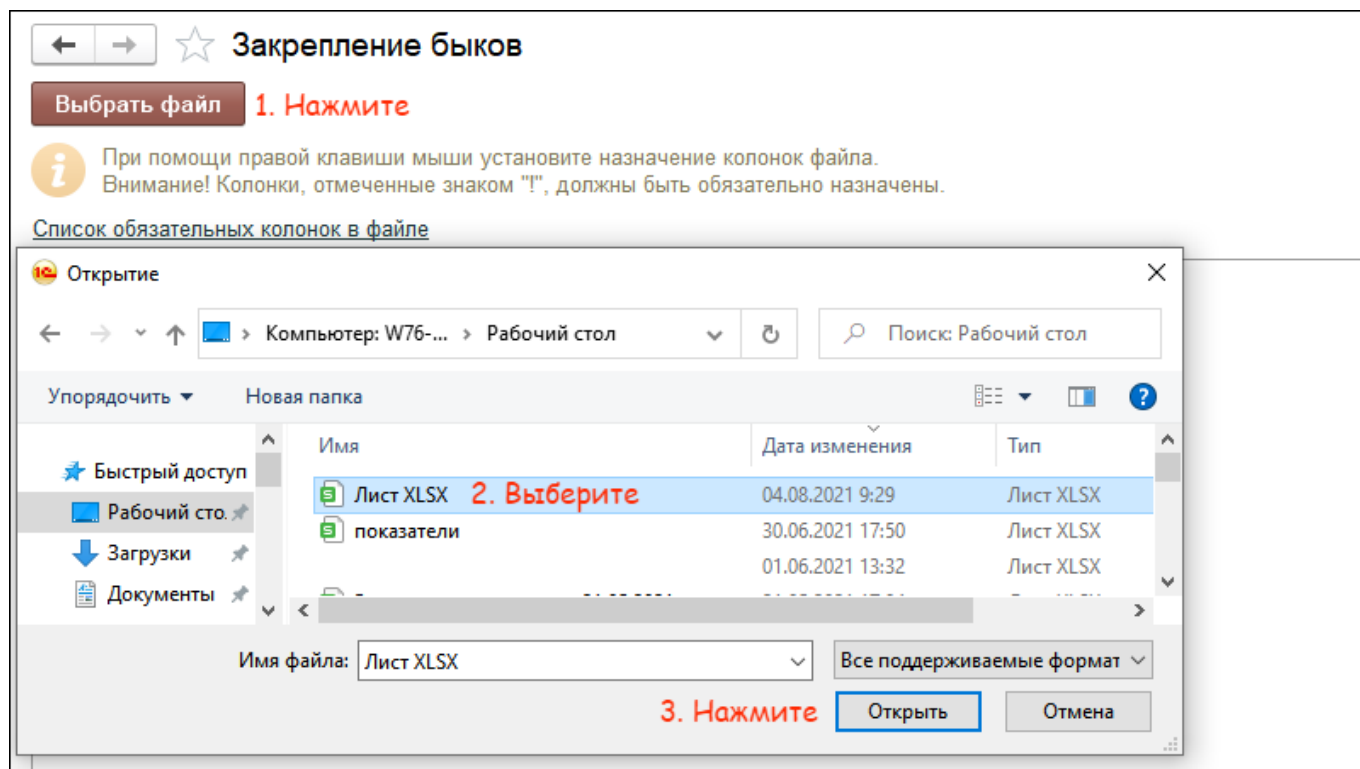 Закрепление быков
Выбрать файл 1. Нажмите
При помощи правой клавиши мыши установите назначение колонок файла.
Внимание! Колонки, отмеченные знаком "!", должны быть обязательно назначены.
Список обязательных колонок в файле
1С Открытие
Компьютер: W76-... Рабочий стол Поиск: Рабочий стол
Упорядочить Новая папка
Имя Дата изменения Тип
Быстрый доступ
Лист XLSX 2. Выберите 04.08.2021 9:29 Лист XLSX
Рабочий сто.
показатели 30.06.2021 17:50 Лист XLSX
Загрузки
01.06.2021 13:32 Лист XLSX
Документы
Имя файла: Лист XLSX Все поддерживаемые формат
3. Нажмите Открыть Отмена